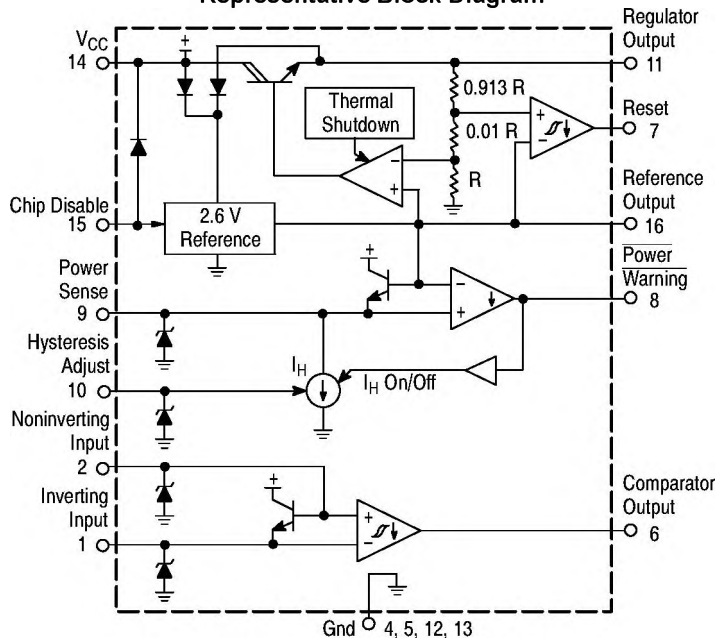 Representative Block Diagram
VCC
14
+
Regulator
Output
11
0.913 R
Thermal
Shutdown
0.01 R
+
−
Reset
7
−
+
R
Chip Disable
15
2.6 V
Reference
Reference
Output
16
Power
Sense
9
+
−
+
Power
Warning
8
Hysteresis
Adjust
10
IH
IH On/Off
Noninverting
Input
2
Inverting
Input
1
+
+
−
Comparator
Output
6
Gnd
4, 5, 12, 13